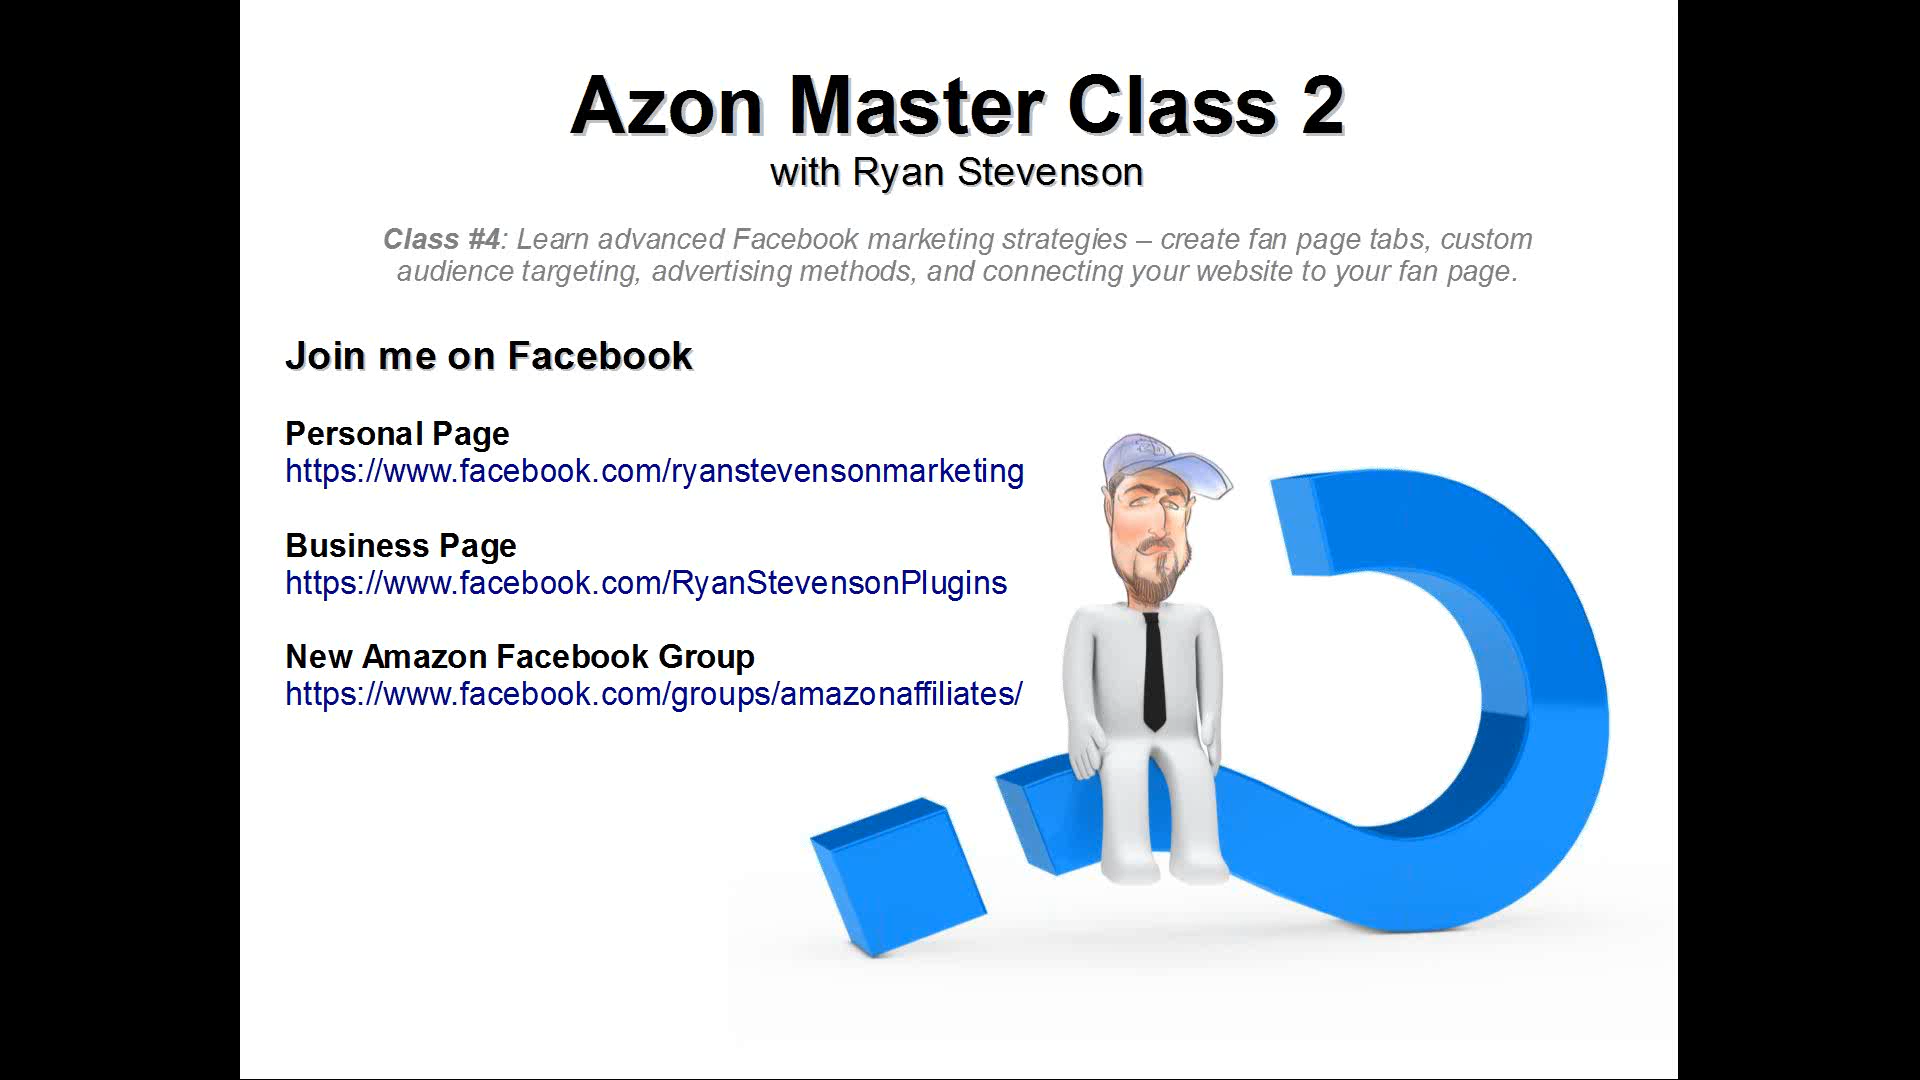 Azon Master Class 2
with Ryan Stevenson
Class #4: Learn advanced Facebook marketing strategies – create fan page tabs, custom
audience targeting, advertising methods, and connecting your website to your fan page.
Join me on Facebook
Personal Page
https://www.facebook.com/ryanstevensonmarketing
Business Page
https://www.facebook.com/RyanStevensonPlugins
New Amazon Facebook Group
https://www.facebook.com/groups/amazonaffiliates/